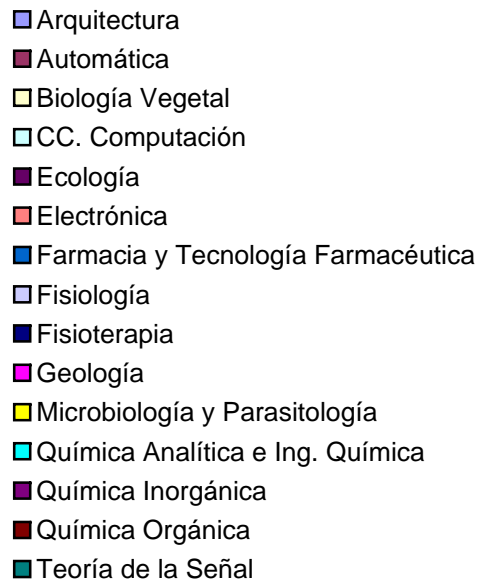 Arquitectura
Automática
Biología Vegetal
CC. Computación
Ecología
Electrónica
Farmacia y Tecnología Farmacéutica
Fisiología
Fisioterapia
Geología
Microbiología y Parasitología
Química Analítica e Ing. Química
Química Inorgánica
Química Orgánica
Teoría de la Señal